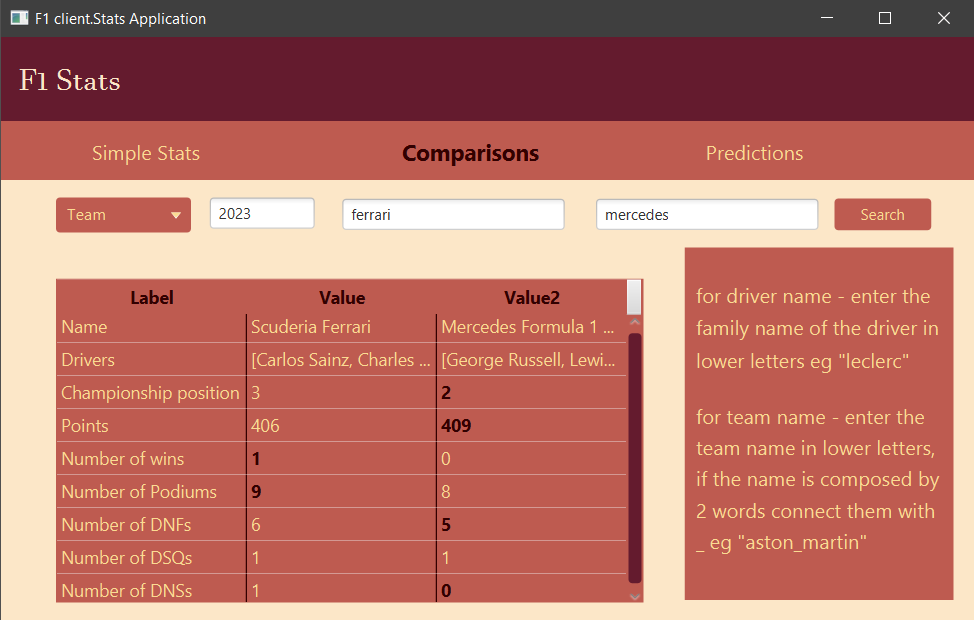 F1 client.Stats Application
F1 Stats
Simple Stats Comparisons Predictions
Team 2023 ferrari mercedes Search
Label Value Value2
Name Scuderia Ferrari Mercedes Formula 1 ...
Drivers [Carlos Sainz, Charles ... [George Russell, Lewi...
Championship position 3 2
Points 406 409
Number of wins 1 0
Number of Podiums 9 8
Number of DNFs 6 5
Number of DSQs 1 1
Number of DNSs 1 0
for driver name - enter the
family name of the driver in
lower letters eg "leclerc"
for team name - enter the
team name in lower letters,
if the name is composed by
2 words connect them with
_ eg "aston_martin"